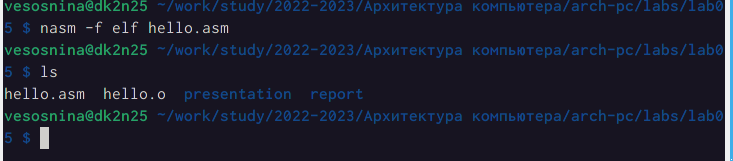 vesosnina@dk2n25 ~/work/study/2022-2023/Архитектура компьютера/arch-pc/labs/lab0
5 $ nasm -f elf hello.asm
vesosnina@dk2n25 ~/work/study/2022-2023/Архитектура компьютера/arch-pc/labs/lab0
5 $ ls
hello.asm  hello.o  presentation  report
vesosnina@dk2n25 ~/work/study/2022-2023/Архитектура компьютера/arch-pc/labs/lab0
5 $